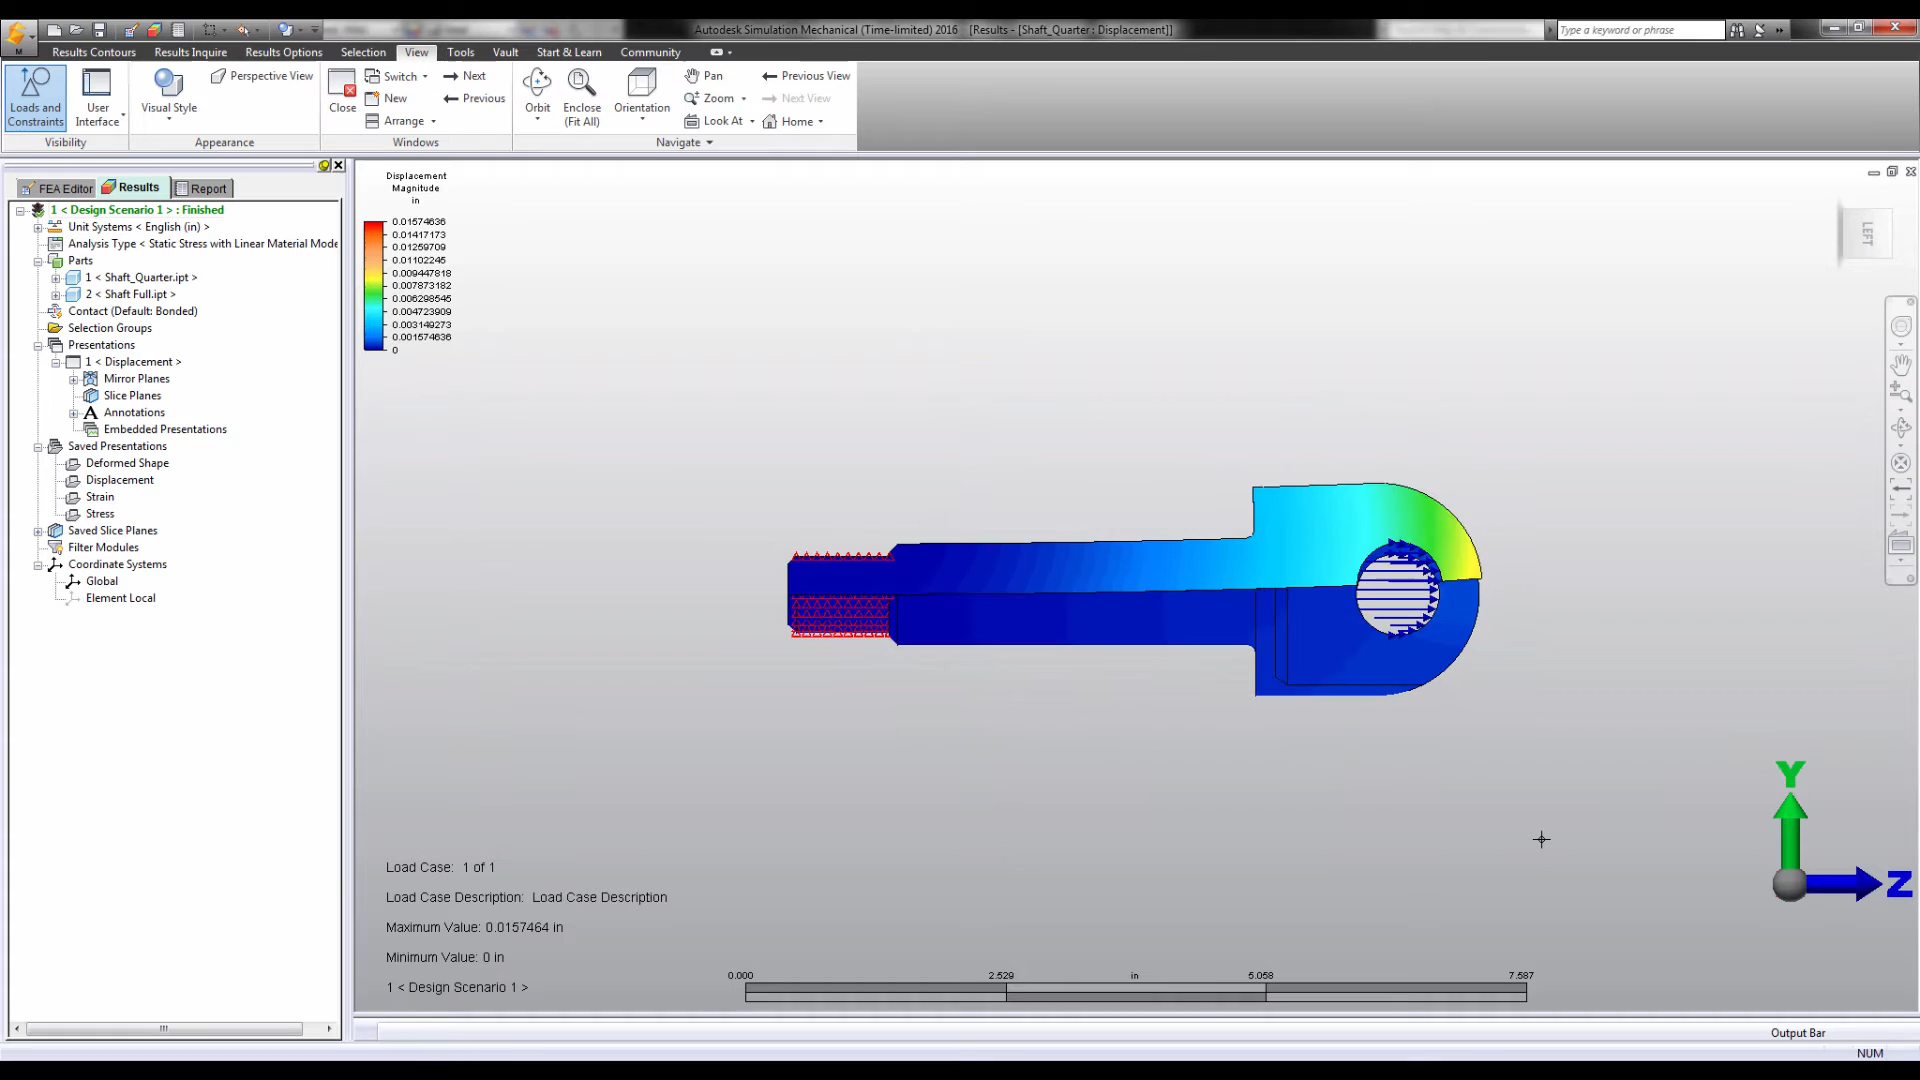 Autodesk Simulation Mechanical (Time-limited) 2016 [Results - [Shaft_Quarter : Displacement]]
Type a keyword or phrase
M
Results Contours Results Inquire Results Options Selection View Tools Vault Start & Learn Community
Loads and Constraints
User Interface
Visibility
Visual Style
Perspective View
Appearance
Close
Switch
New
Arrange
Next
Previous
Windows
Orbit
Enclose (Fit All)
Orientation
Pan
Zoom
Look At
Previous View
Next View
Home
Navigate
FEA Editor Results Report
1 < Design Scenario 1 > : Finished
Unit Systems < English (in) >
Analysis Type < Static Stress with Linear Material Mode
Parts
1 < Shaft_Quarter.ipt >
2 < Shaft Full.ipt >
Contact (Default: Bonded)
Selection Groups
Presentations
1 < Displacement >
Mirror Planes
Slice Planes
A Annotations
Embedded Presentations
Saved Presentations
Deformed Shape
Displacement
Strain
Stress
Saved Slice Planes
Filter Modules
Coordinate Systems
Global
Element Local
Displacement
Magnitude
in
0.01574636
0.01417173
0.01259709
0.01102245
0.009447818
0.007873182
0.006298545
0.004723909
0.003149273
0.001574636
0
LEFT
Y
Z
Load Case: 1 of 1
Load Case Description: Load Case Description
Maximum Value: 0.0157464 in
Minimum Value: 0 in
1 < Design Scenario 1 >
0.000 2.529 in 5.058 7.587
Output Bar
NUM